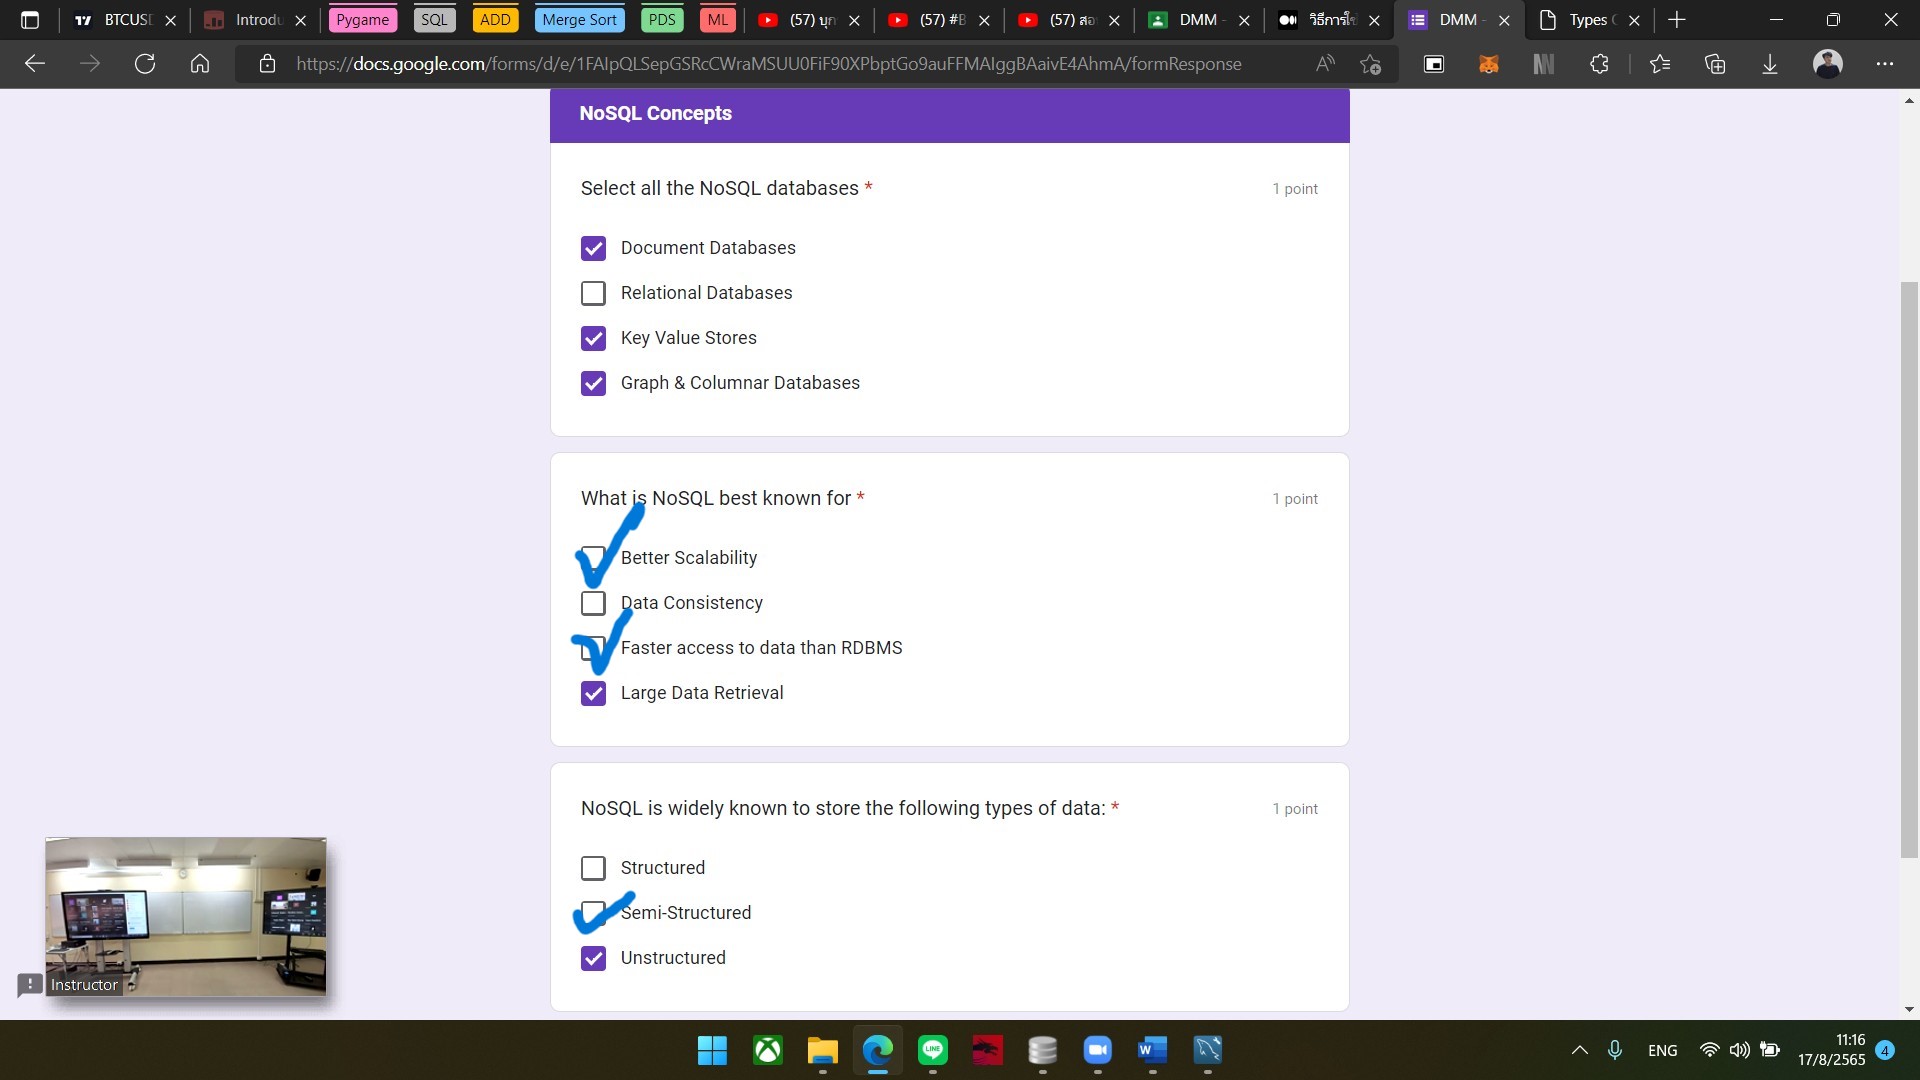 BTCUSD
Introdu
Pygame
SQL
ADD
Merge Sort
PDS
ML
(57) บุก
(57) #B
(57) สอ
DMM -
วิธีการใช้
DMM -
Types
https://docs.google.com/forms/d/e/1FAIpQLSepGSRcCWraMSUU0FiF90XPbptGo9auFFMAIggBAaivE4AhmA/formResponse
NoSQL Concepts
Select all the NoSQL databases *
1 point
Document Databases
Relational Databases
Key Value Stores
Graph & Columnar Databases
What is NoSQL best known for *
1 point
Better Scalability
Data Consistency
Faster access to data than RDBMS
Large Data Retrieval
NoSQL is widely known to store the following types of data: *
1 point
Structured
Semi-Structured
Unstructured
Instructor
LINE
ENG
11:16
17/8/2565
4